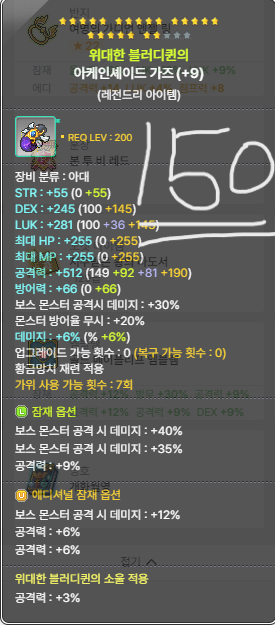 위대한 블러디퀸의
아케인셰이드 가즈 (+9)
(레전드리 아이템)
REQ LEV : 200
150
장비 분류 : 아대
STR : +55 (0 +55)
DEX : +245 (100 +145)
LUK : +281 (100 +36 +145)
최대 HP : +255 (0 +255)
최대 MP : +255 (0 +255)
공격력 : +512 (149 +92 +81 +190)
방어력 : +66 (0 +66)
보스 몬스터 공격시 데미지 : +30%
몬스터 방어율 무시 : +20%
데미지 : +6% (% +6%)
업그레이드 가능 횟수 : 0 (복구 가능 횟수 : 0)
황금망치 재련 적용
가위 사용 가능 횟수 : 7회
잠재 옵션
보스 몬스터 공격 시 데미지 : +40%
보스 몬스터 공격 시 데미지 : +35%
공격력 : +9%
에디셔널 잠재 옵션
보스 몬스터 공격 시 데미지 : +12%
공격력 : +6%
공격력 : +6%
접기
위대한 블러디퀸의 소울 적용
공격력 : +3%